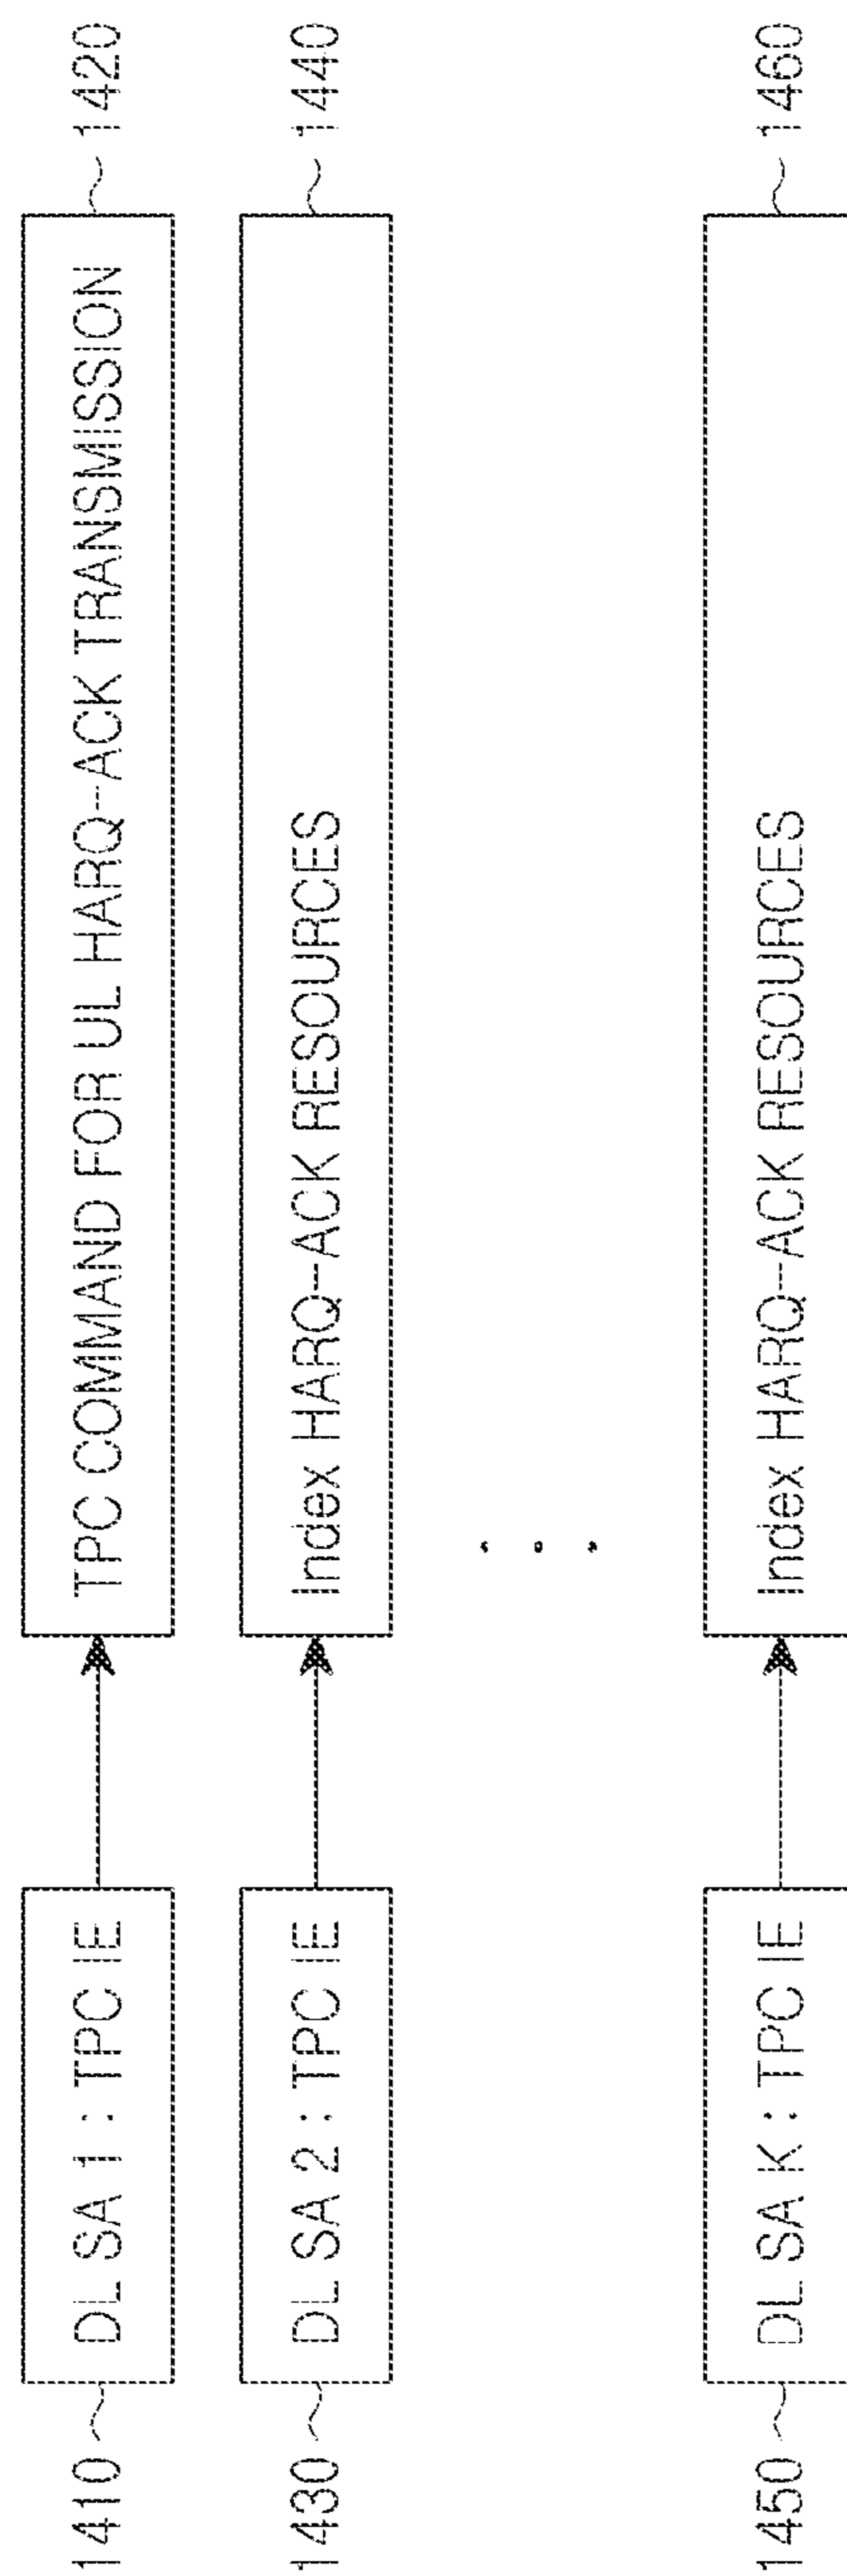 1410 DL SA 1 : TPC IE TPC COMMAND FOR UL HARQ-ACK TRANSMISSION 1420
1430 DL SA 2 : TPC IE Index HARQ-ACK RESOURCES 1440
. . .
1450 DL SA K : TPC IE Index HARQ-ACK RESOURCES 1460